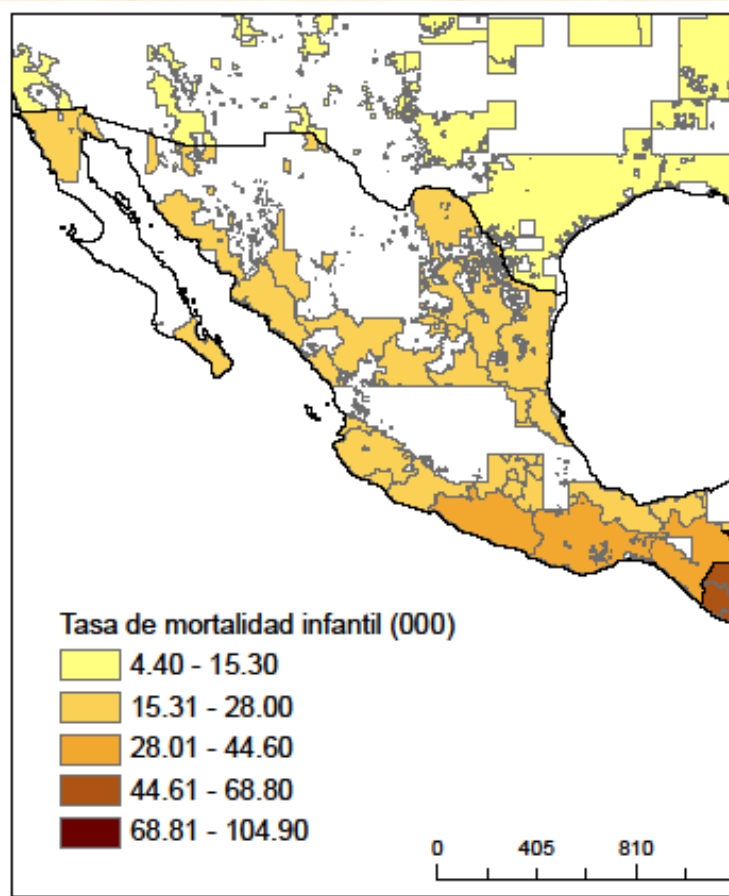 Tasa de mortalidad infantil (000)
4.40 - 15.30
15.31 - 28.00
28.01 - 44.60
44.61 - 68.80
68.81 - 104.90
0 405 810